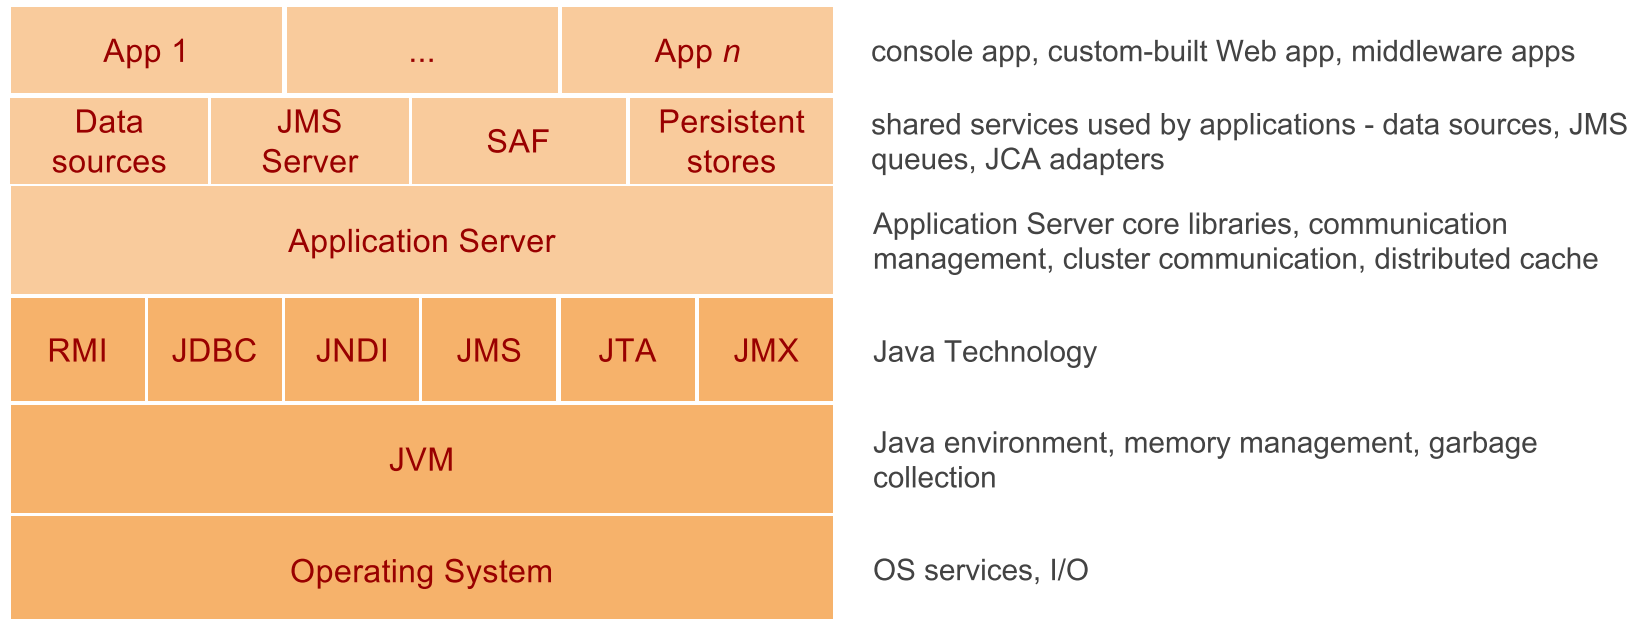 App 1
...
App n
console app, custom-built Web app, middleware apps
Data
sources
JMS
Server
SAF
Persistent
stores
shared services used by applications - data sources, JMS
queues, JCA adapters
Application Server
Application Server core libraries, communication
management, cluster communication, distributed cache
RMI
JDBC
JNDI
JMS
JTA
JMX
Java Technology
JVM
Java environment, memory management, garbage
collection
Operating System
OS services, I/O